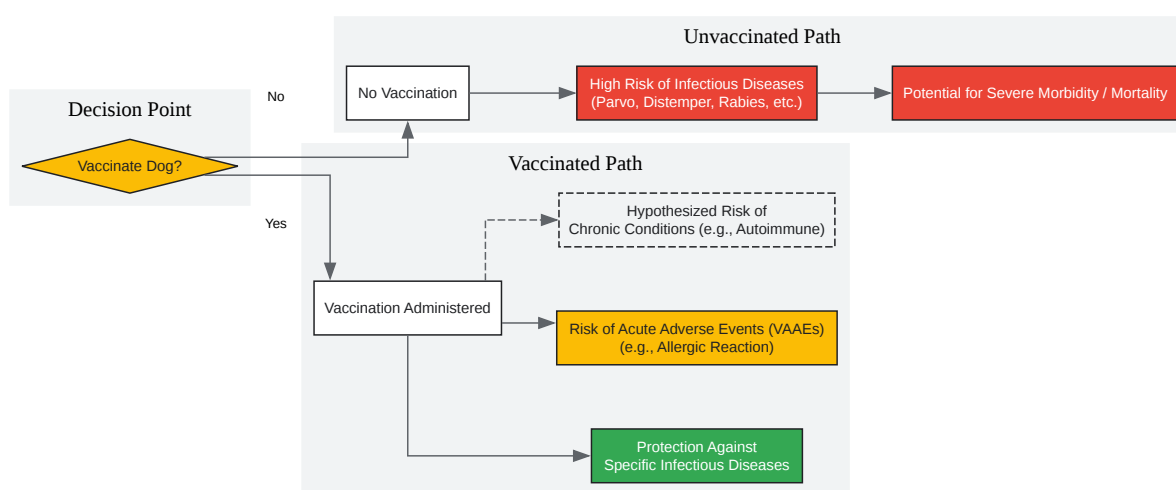 Unvaccinated Path
No Vaccination
High Risk of Infectious Diseases
(Parvo, Distemper, Rabies, etc.)
Potential for Severe Morbidity / Mortality
Decision Point
Vaccinate Dog?
No
Yes
Vaccinated Path
Hypothesized Risk of
Chronic Conditions (e.g., Autoimmune)
Vaccination Administered
Risk of Acute Adverse Events (VAAEs)
(e.g., Allergic Reaction)
Protection Against
Specific Infectious Diseases